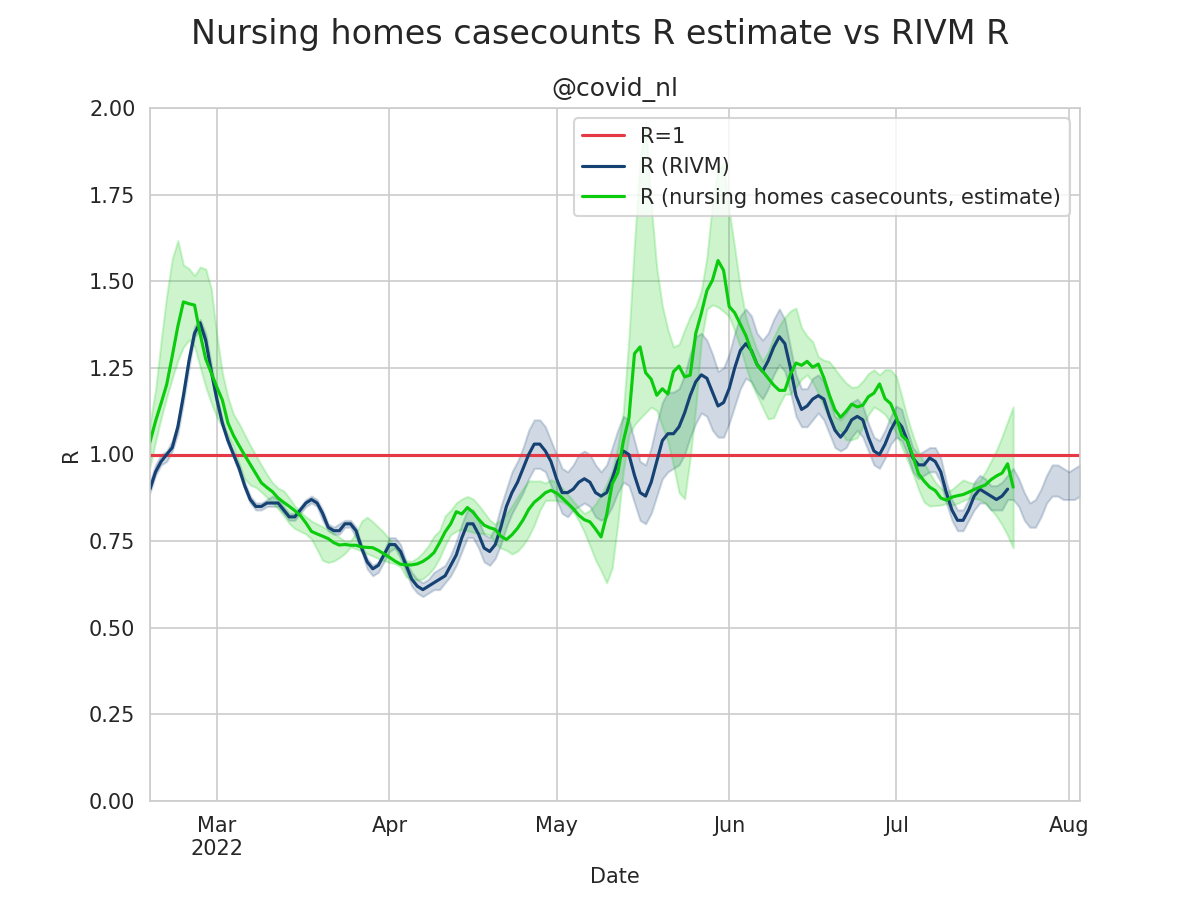 Nursing homes casecounts R estimate vs RIVM R
@covid_nl
R=1
R (RIVM)
R (nursing homes casecounts, estimate)
2.00
1.75
1.50
1.25
1.00
0.75
0.50
0.25
0.00
R
Mar Apr May Jun Jul Aug
2022
Date